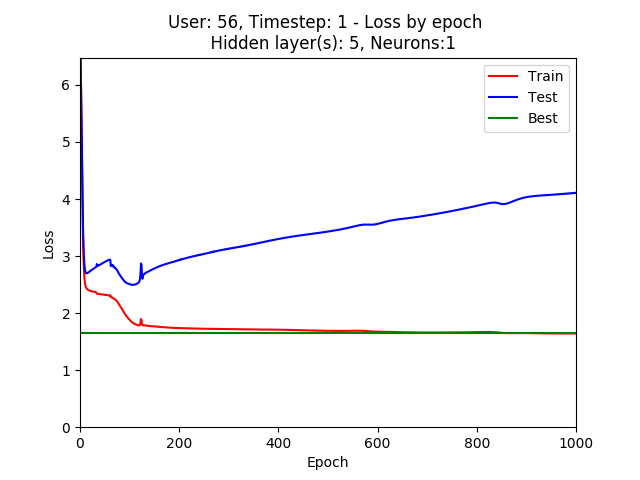 User: 56, Timestep: 1 - Loss by epoch
Hidden layer(s): 5, Neurons:1
Train
Test
Best
6
5
4
3
2
1
0
Loss
0
200
400
600
800
1000
Epoch